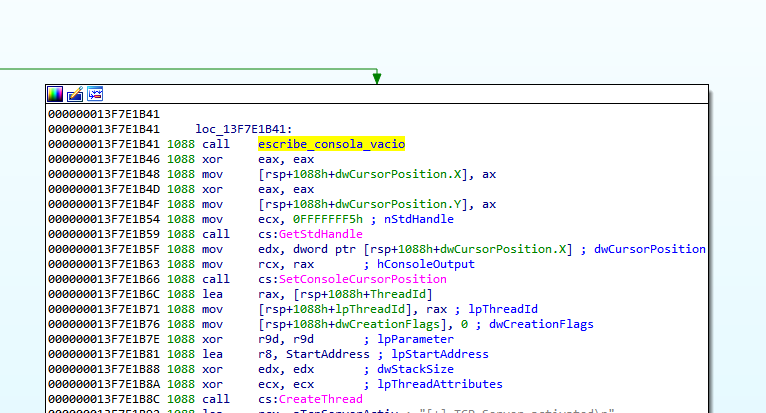 000000013F7E1B41
000000013F7E1B41 loc_13F7E1B41:
000000013F7E1B41 1088 call escribe_consola_vacio
000000013F7E1B46 1088 xor eax, eax
000000013F7E1B48 1088 mov [rsp+1088h+dwCursorPosition.X], ax
000000013F7E1B4D 1088 xor eax, eax
000000013F7E1B4F 1088 mov [rsp+1088h+dwCursorPosition.Y], ax
000000013F7E1B54 1088 mov ecx, 0FFFFFFF5h ; nStdHandle
000000013F7E1B59 1088 call cs:GetStdHandle
000000013F7E1B5F 1088 mov edx, dword ptr [rsp+1088h+dwCursorPosition.X] ; dwCursorPosition
000000013F7E1B63 1088 mov rcx, rax ; hConsoleOutput
000000013F7E1B66 1088 call cs:SetConsoleCursorPosition
000000013F7E1B6C 1088 lea rax, [rsp+1088h+ThreadId]
000000013F7E1B71 1088 mov [rsp+1088h+lpThreadId], rax ; lpThreadId
000000013F7E1B76 1088 mov [rsp+1088h+dwCreationFlags], 0 ; dwCreationFlags
000000013F7E1B7E 1088 xor r9d, r9d ; lpParameter
000000013F7E1B81 1088 lea r8, StartAddress ; lpStartAddress
000000013F7E1B88 1088 xor edx, edx ; dwStackSize
000000013F7E1B8A 1088 xor ecx, ecx ; lpThreadAttributes
000000013F7E1B8C 1088 call cs:CreateThread